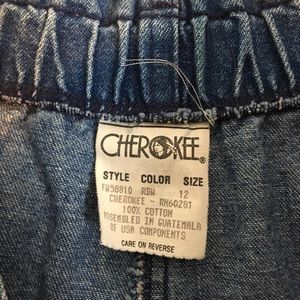 CHEROKEE®
STYLE COLOR SIZE
FW58810 RDW 12
CHEROKEE - RN60281
100% COTTON
ASSEMBLED IN GUATEMALA
OF USA COMPONENTS
CARE ON REVERSE